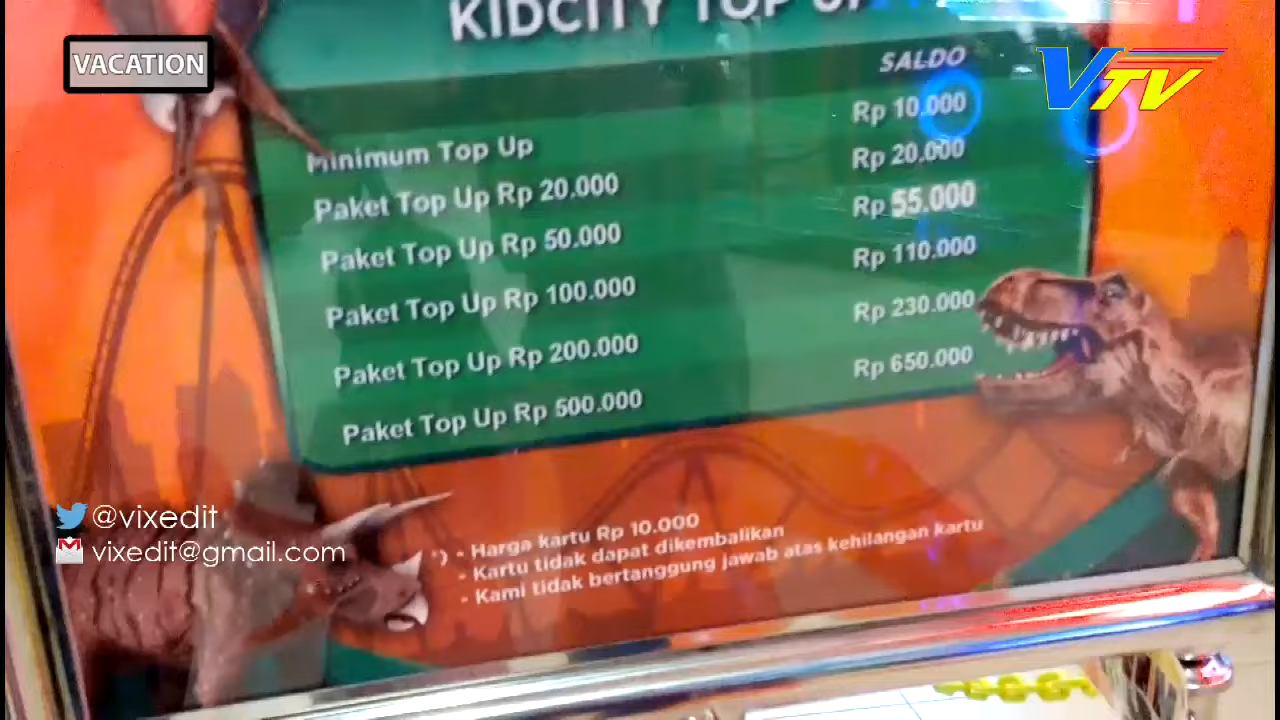 KIDCITY TOP UP
VACATION
VTV
SALDO
Minimum Top Up Rp 10.000
Paket Top Up Rp 20.000 Rp 20.000
Paket Top Up Rp 50.000 Rp 55.000
Paket Top Up Rp 100.000 Rp 110.000
Paket Top Up Rp 200.000 Rp 230.000
Paket Top Up Rp 500.000 Rp 650.000
@vixedit
vixedit@gmail.com
*) - Harga kartu Rp 10.000
- Kartu tidak dapat dikembalikan
- Kami tidak bertanggung jawab atas kehilangan kartu